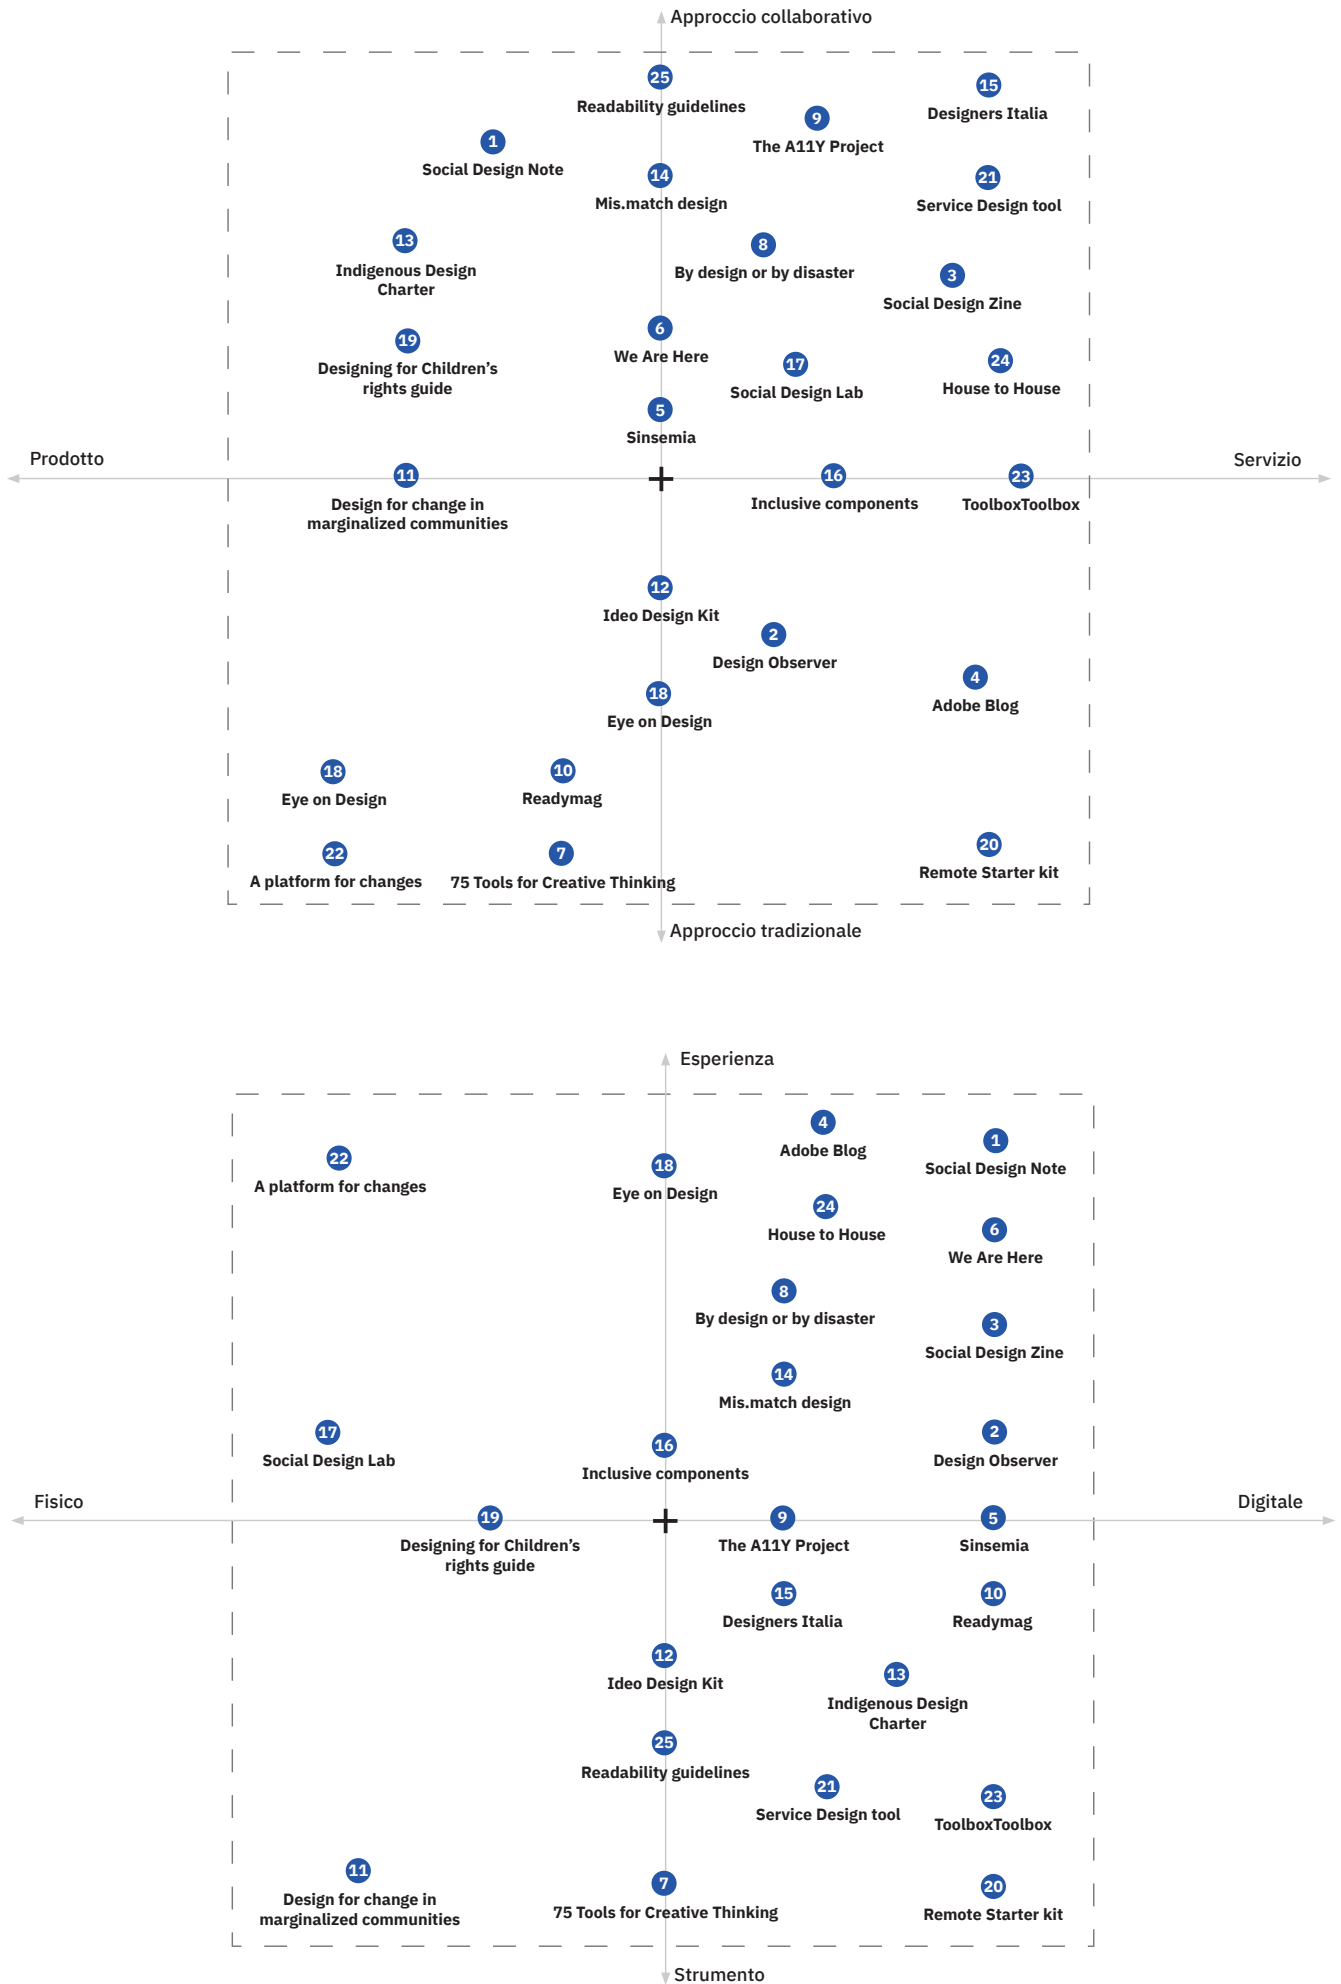 Approccio collaborativo
25
Readability guidelines
15
Designers Italia
9
The A11Y Project
1
Social Design Note
14
Mis.match design
21
Service Design tool
13
Indigenous Design
Charter
8
By design or by disaster
3
Social Design Zine
6
We Are Here
19
Designing for Children’s
rights guide
17
Social Design Lab
24
House to House
5
Sinsemia
Prodotto
Servizio
11
Design for change in
marginalized communities
16
Inclusive components
23
ToolboxToolbox
12
Ideo Design Kit
2
Design Observer
4
Adobe Blog
18
Eye on Design
18
Eye on Design
10
Readymag
22
A platform for changes
7
75 Tools for Creative Thinking
20
Remote Starter kit
Approccio tradizionale
Esperienza
4
Adobe Blog
1
Social Design Note
22
A platform for changes
18
Eye on Design
24
House to House
6
We Are Here
8
By design or by disaster
3
Social Design Zine
14
Mis.match design
17
Social Design Lab
16
Inclusive components
2
Design Observer
Fisico
Digitale
19
Designing for Children’s
rights guide
9
The A11Y Project
5
Sinsemia
15
Designers Italia
10
Readymag
12
Ideo Design Kit
13
Indigenous Design
Charter
25
Readability guidelines
21
Service Design tool
23
ToolboxToolbox
11
Design for change in
marginalized communities
7
75 Tools for Creative Thinking
20
Remote Starter kit
Strumento